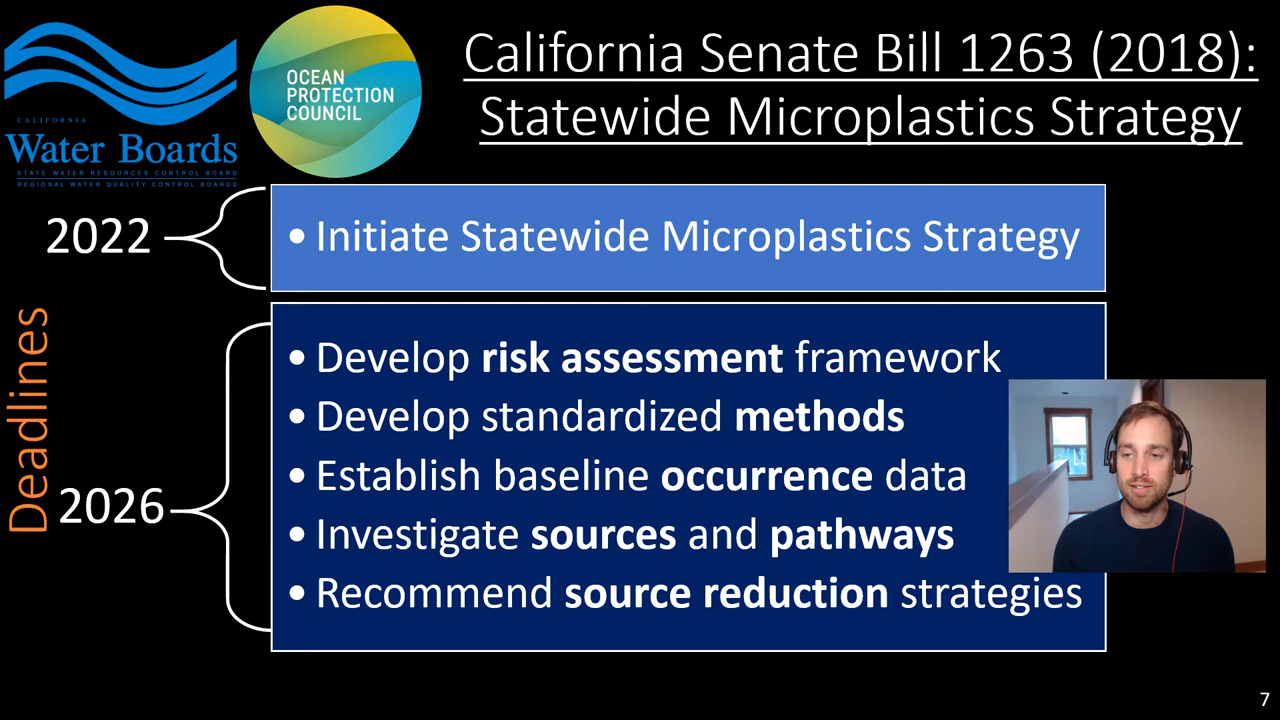 CALIFORNIA
Water Boards
STATE WATER RESOURCES CONTROL BOARD
REGIONAL WATER QUALITY CONTROL BOARDS
OCEAN
PROTECTION
COUNCIL
California Senate Bill 1263 (2018):
Statewide Microplastics Strategy
Deadlines
2022
• Initiate Statewide Microplastics Strategy
2026
• Develop risk assessment framework
• Develop standardized methods
• Establish baseline occurrence data
• Investigate sources and pathways
• Recommend source reduction strategies
7